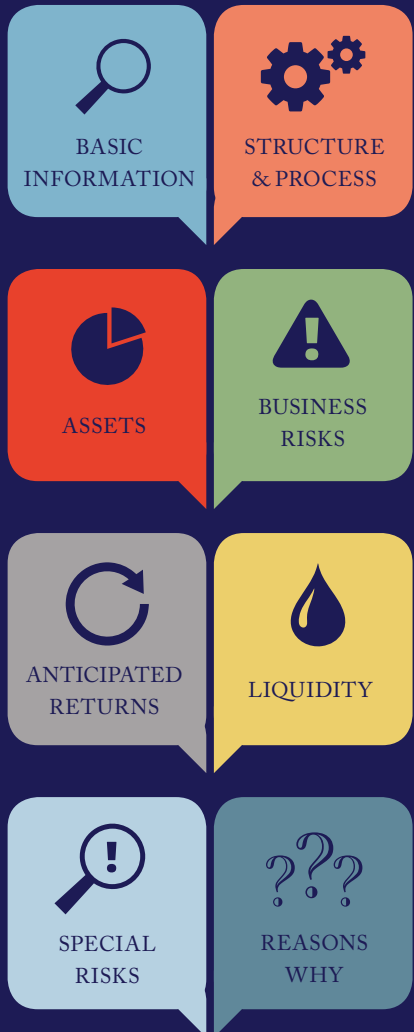 BASIC
INFORMATION
STRUCTURE
& PROCESS
ASSETS
BUSINESS
RISKS
ANTICIPATED
RETURNS
LIQUIDITY
!
SPECIAL
RISKS
???
REASONS
WHY